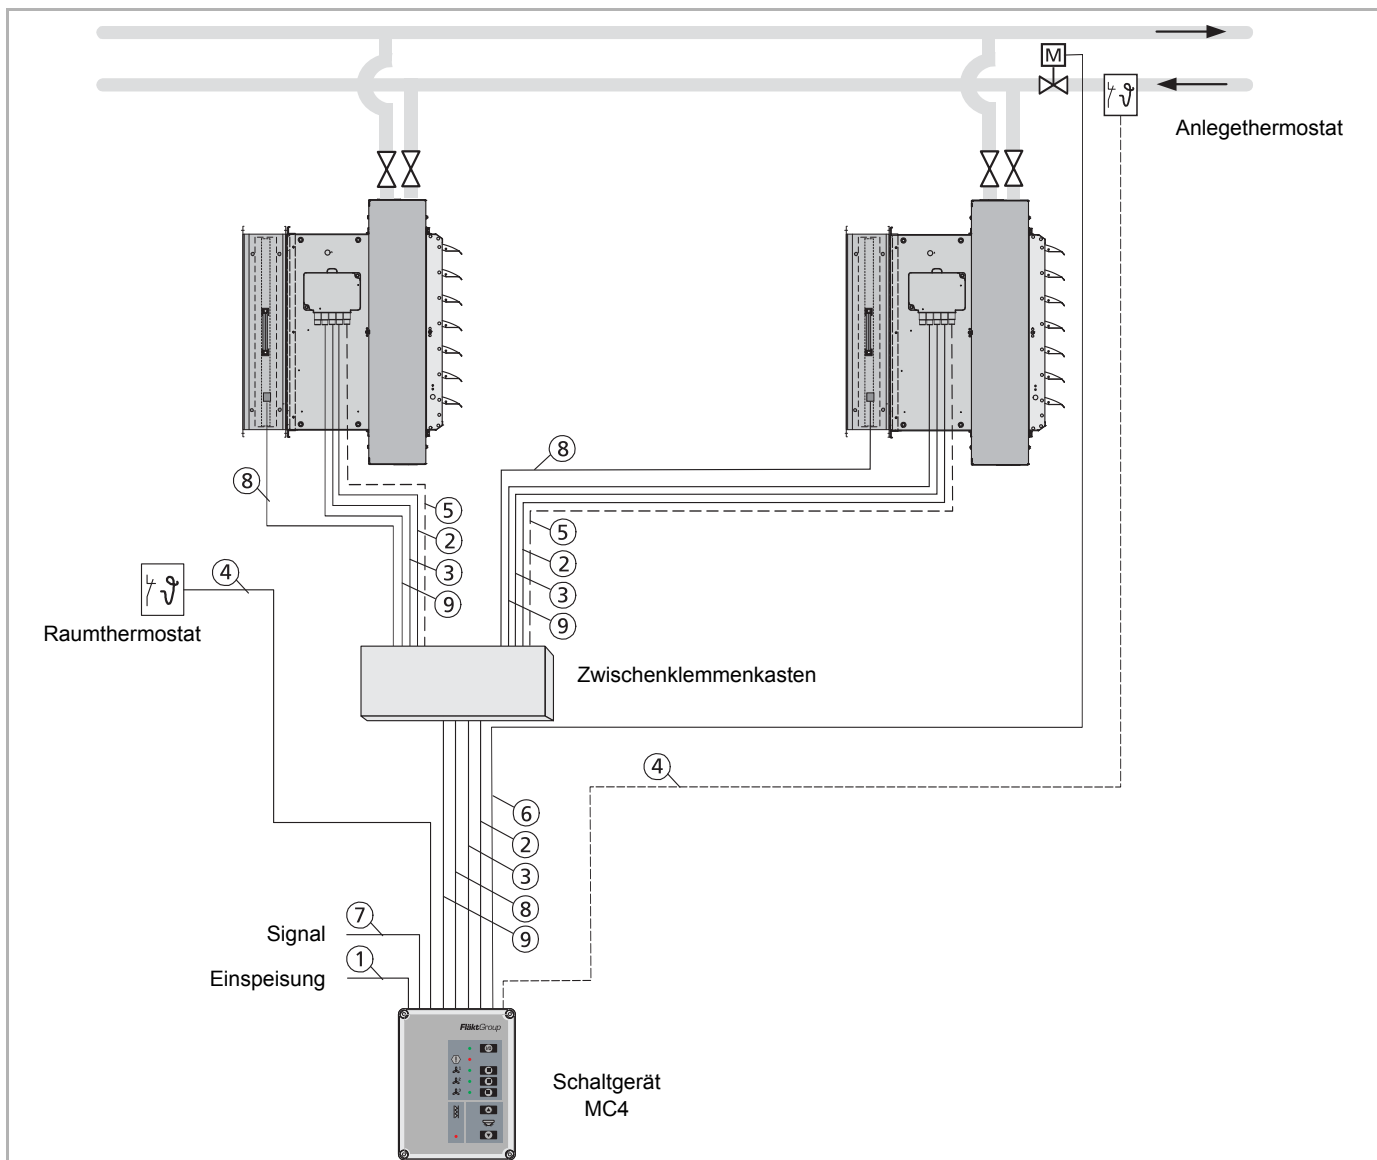 M
Anlegethermostat
8
8
5
2
3
9
5
2
3
9
4
Raumthermostat
Zwischenklemmenkasten
4
6
2
3
8
9
7
Signal
1
Einspeisung
FläktGroup
Schaltgerät
MC4